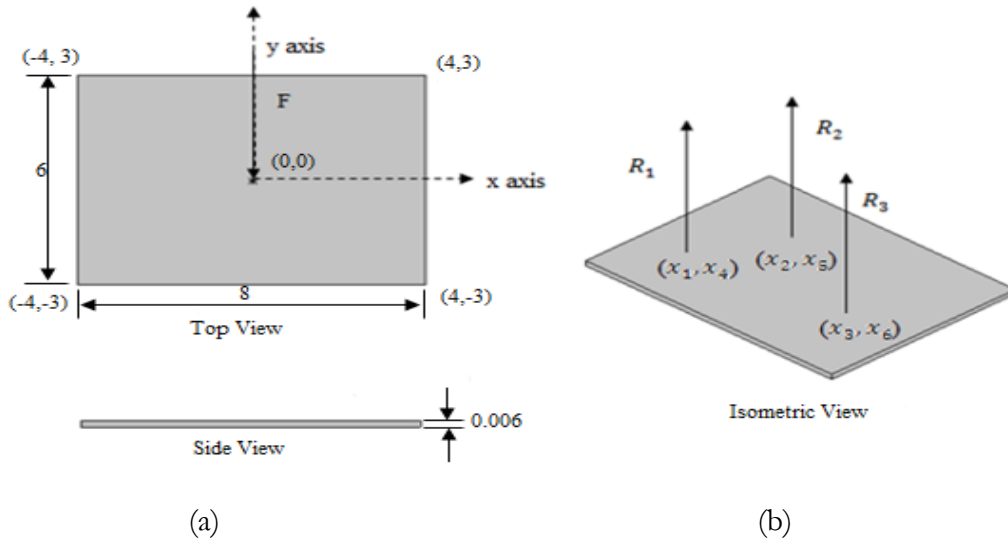 y axis
(-4, 3)
(4,3)
F
6
(0,0)
x axis
(-4,-3)
8
(4,-3)
Top View
0.006
Side View
(a)
R₁
R₂
R₃
(x₁, x₄)
(x₂, x₅)
(x₃, x₆)
Isometric View
(b)